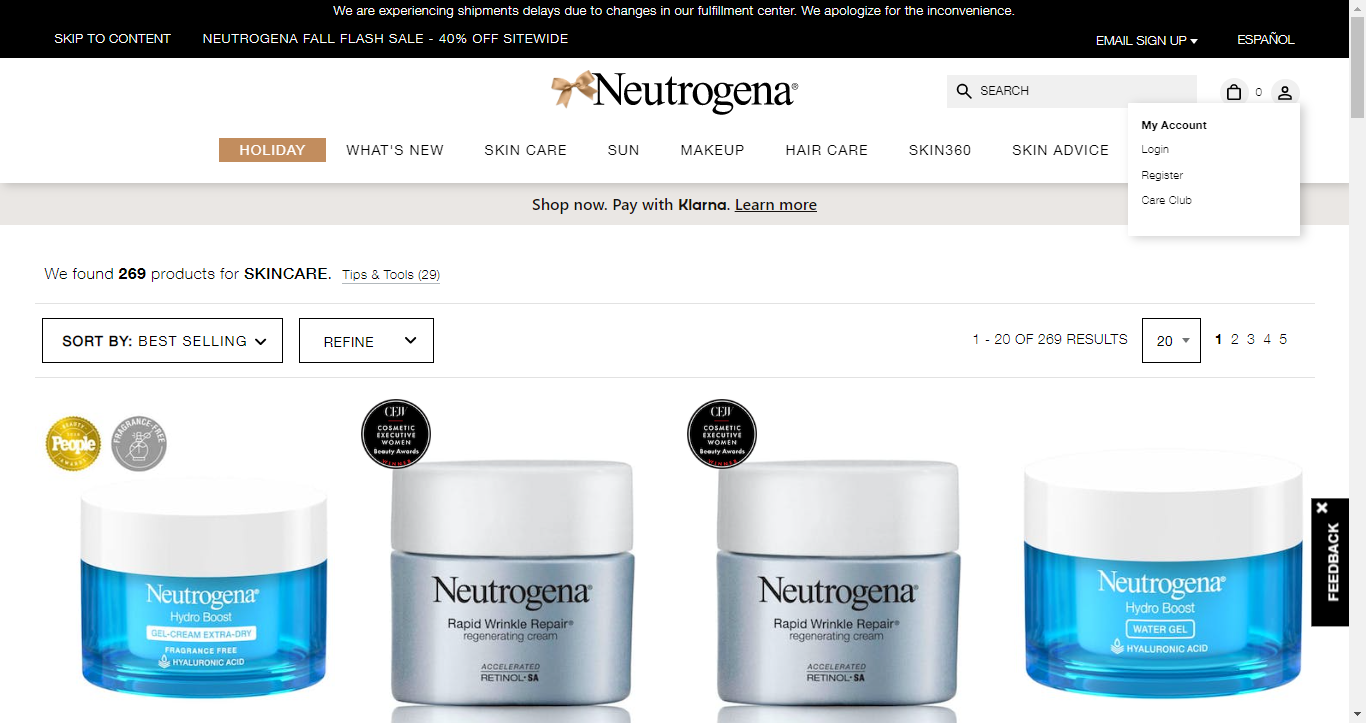 We are experiencing shipments delays due to changes in our fulfillment center. We apologize for the inconvenience.
SKIP TO CONTENT
NEUTROGENA FALL FLASH SALE - 40% OFF SITEWIDE
EMAIL SIGN UP
ESPAÑOL
Neutrogena®
SEARCH
0
HOLIDAY
WHAT'S NEW
SKIN CARE
SUN
MAKEUP
HAIR CARE
SKIN360
SKIN ADVICE
My Account
Login
Register
Care Club
Shop now. Pay with Klarna. Learn more
We found 269 products for SKINCARE. Tips & Tools (29)
SORT BY: BEST SELLING
REFINE
1 - 20 OF 269 RESULTS
20
1 2 3 4 5
BEAUTY
People
AWARDS
FRAGRANCE-FREE
Neutrogena®
Hydro Boost
GEL-CREAM EXTRA-DRY
FRAGRANCE FREE
HYALURONIC ACID
CEW
COSMETIC
EXECUTIVE
WOMEN
Beauty Awards
WINNER
Neutrogena®
Rapid Wrinkle Repair®
regenerating cream
ACCELERATED
RETINOL·SA
CEW
COSMETIC
EXECUTIVE
WOMEN
Beauty Awards
WINNER
Neutrogena®
Rapid Wrinkle Repair®
regenerating cream
ACCELERATED
RETINOL·SA
Neutrogena®
Hydro Boost
WATER GEL
HYALURONIC ACID
FEEDBACK